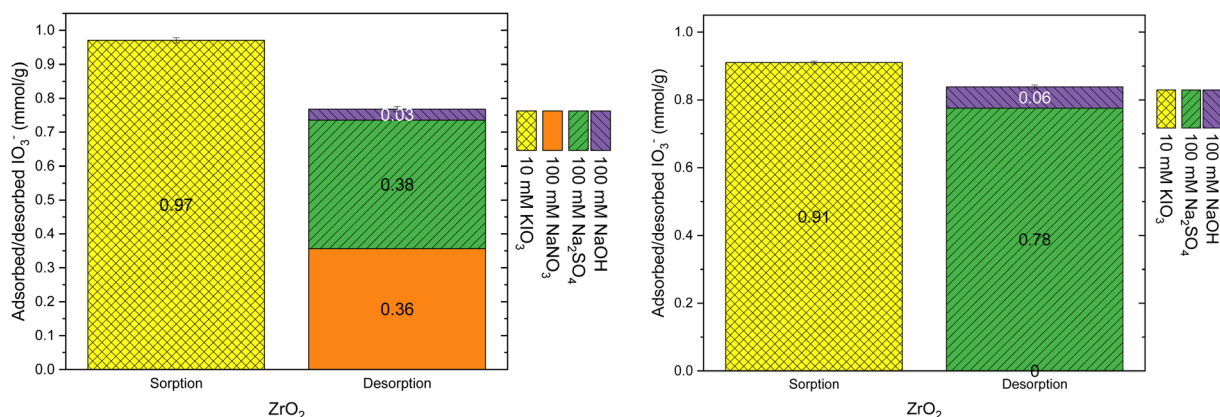 Adsorbed/desorbed IO₃⁻ (mmol/g)
1.0
0.9
0.8
0.7
0.6
0.5
0.4
0.3
0.2
0.1
0.0
0.97
0.03
0.38
0.36
Sorption
Desorption
ZrO₂
10 mM KIO₃
100 mM NaNO₃
100 mM Na₂SO₄
100 mM NaOH
Adsorbed/desorbed IO₃⁻ (mmol/g)
1.0
0.8
0.6
0.4
0.2
0.0
0.91
0.06
0.78
0
Sorption
Desorption
ZrO₂
10 mM KIO₃
100 mM Na₂SO₄
100 mM NaOH